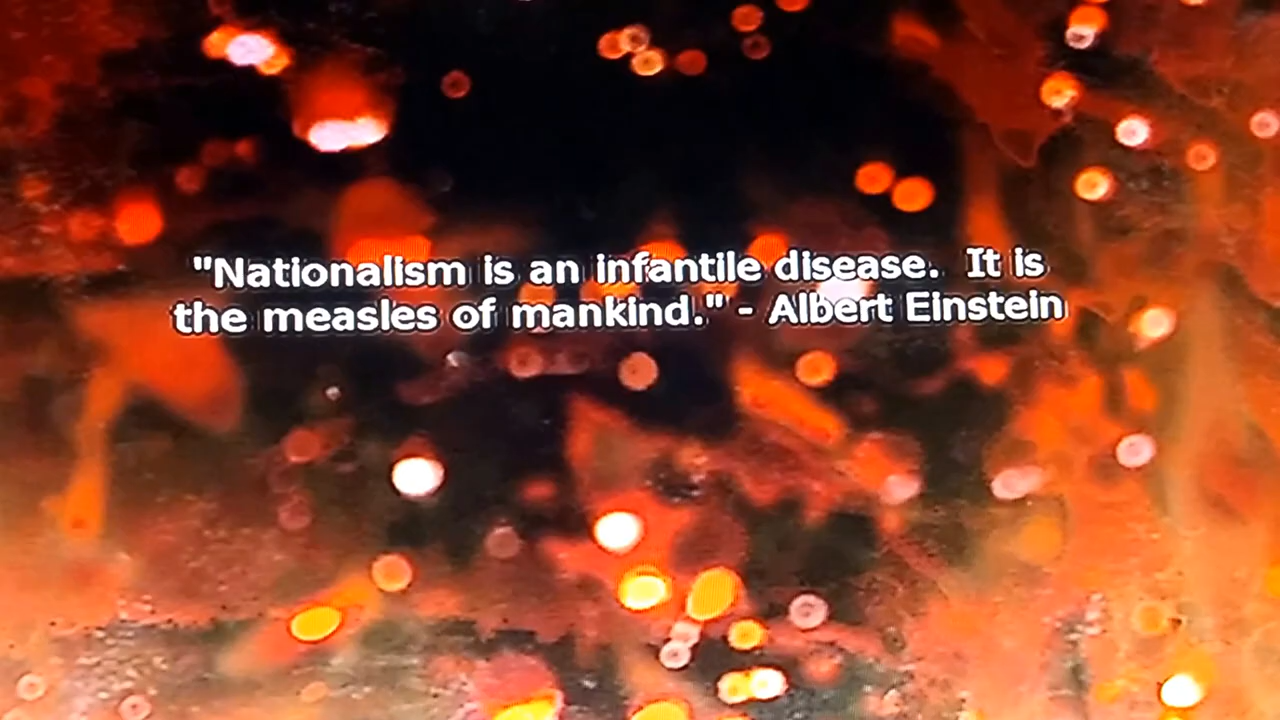 "Nationalism is an infantile disease.  It is
the measles of mankind." - Albert Einstein